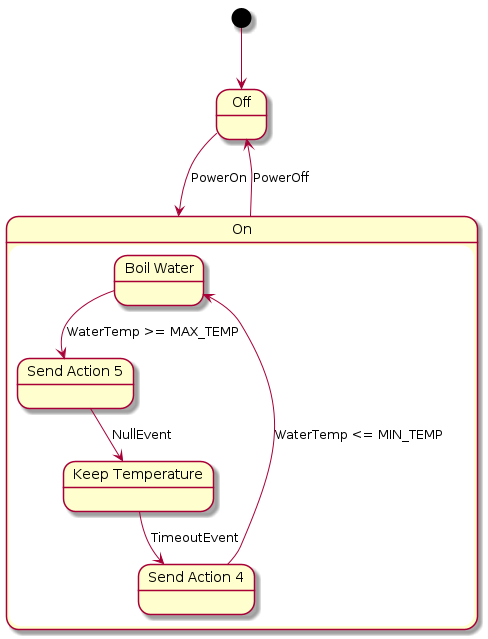 Off
PowerOn
PowerOff
On
Boil Water
WaterTemp >= MAX_TEMP
Send Action 5
NullEvent
WaterTemp <= MIN_TEMP
Keep Temperature
TimeoutEvent
Send Action 4